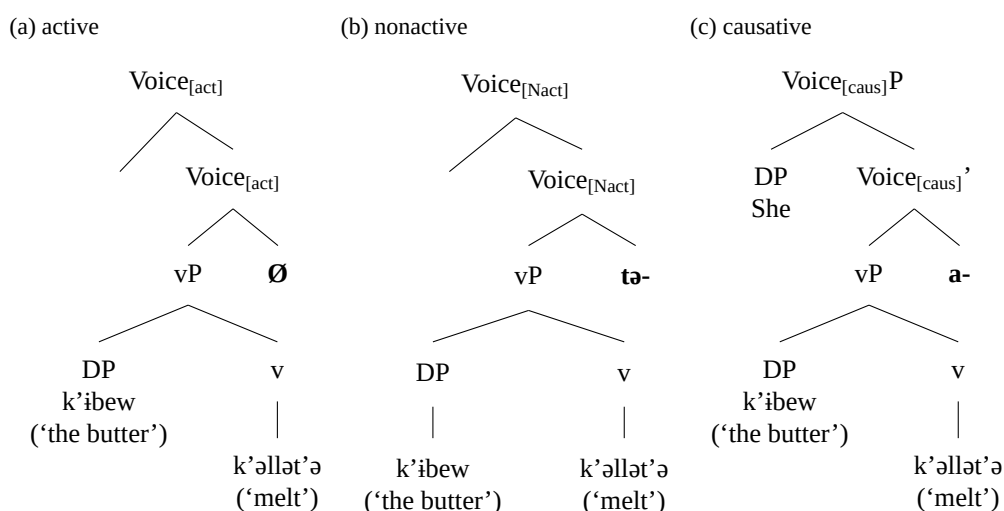 (a) active (b) nonactive (c) causative
Voice[act] Voice[Nact] Voice[caus]P
DP
She
Voice[act] Voice[Nact] Voice[caus]’
vP Ø vP tə- vP a-
DP v DP v DP v
k’ɨbew k’ɨbew
(‘the butter’) (‘the butter’)
k’əllət’ə k’ɨbew k’əllət’ə k’əllət’ə
(‘melt’) (‘the butter’) (‘melt’) (‘melt’)